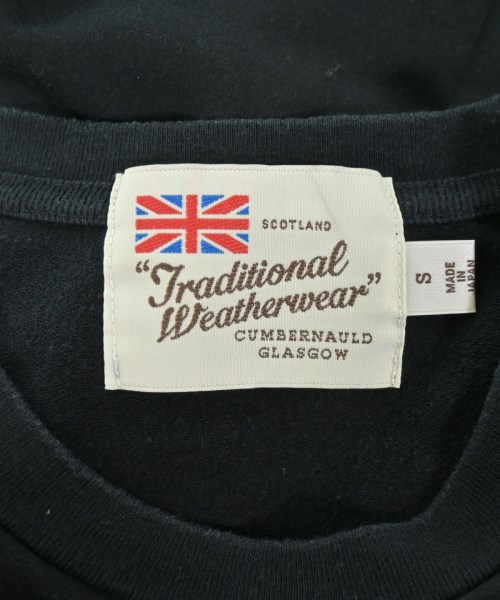 SCOTLAND
“Traditional
Weatherwear”
CUMBERNAULD
GLASGOW
S
MADE
IN
JAPAN